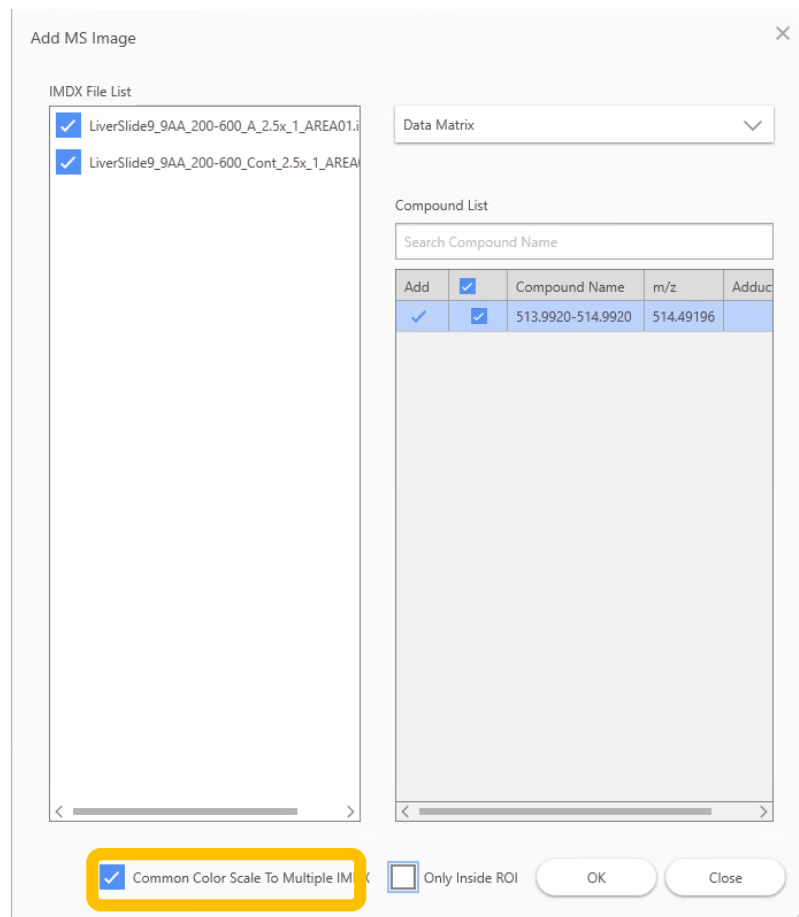 Add MS Image
IMDX File List
LiverSlide9_9AA_200-600_A_2.5x_1_AREA01.i
LiverSlide9_9AA_200-600_Cont_2.5x_1_AREA
Data Matrix
Compound List
Search Compound Name
Add Compound Name m/z Adduc
513.9920-514.9920 514.49196
Common Color Scale To Multiple Only Inside ROI OK Close